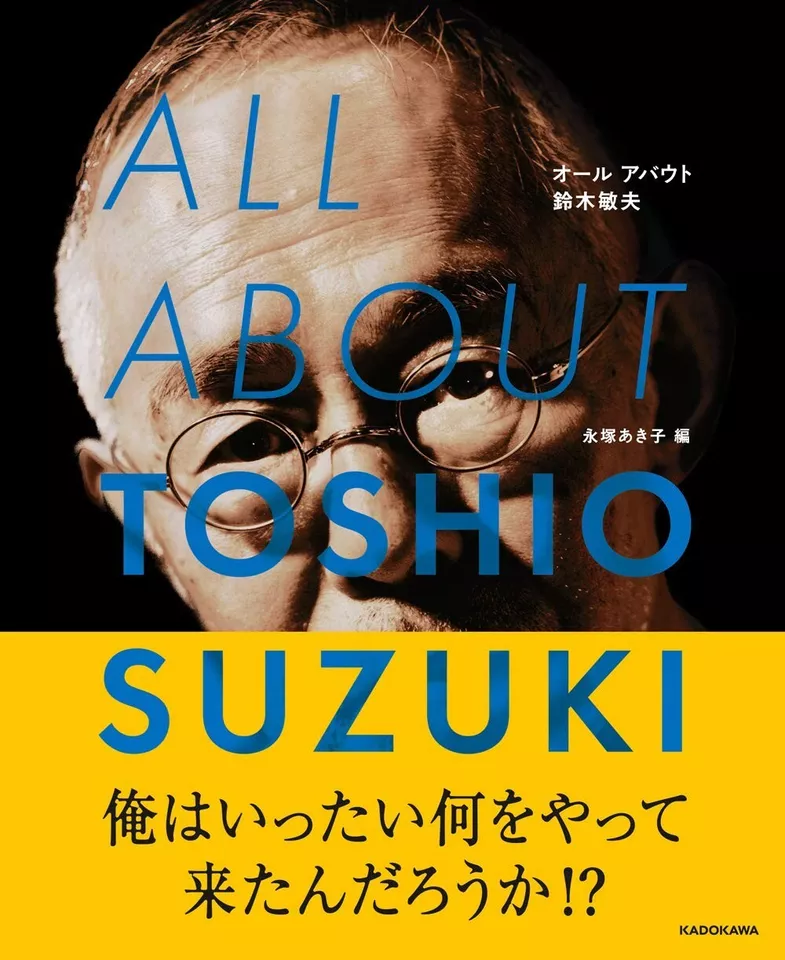 ALL
ABOUT
TOSHIO
SUZUKI
オール アバウト
鈴木敏夫
永塚あき子 編
俺はいったい何をやって
来たんだろうか!?
KADOKAWA